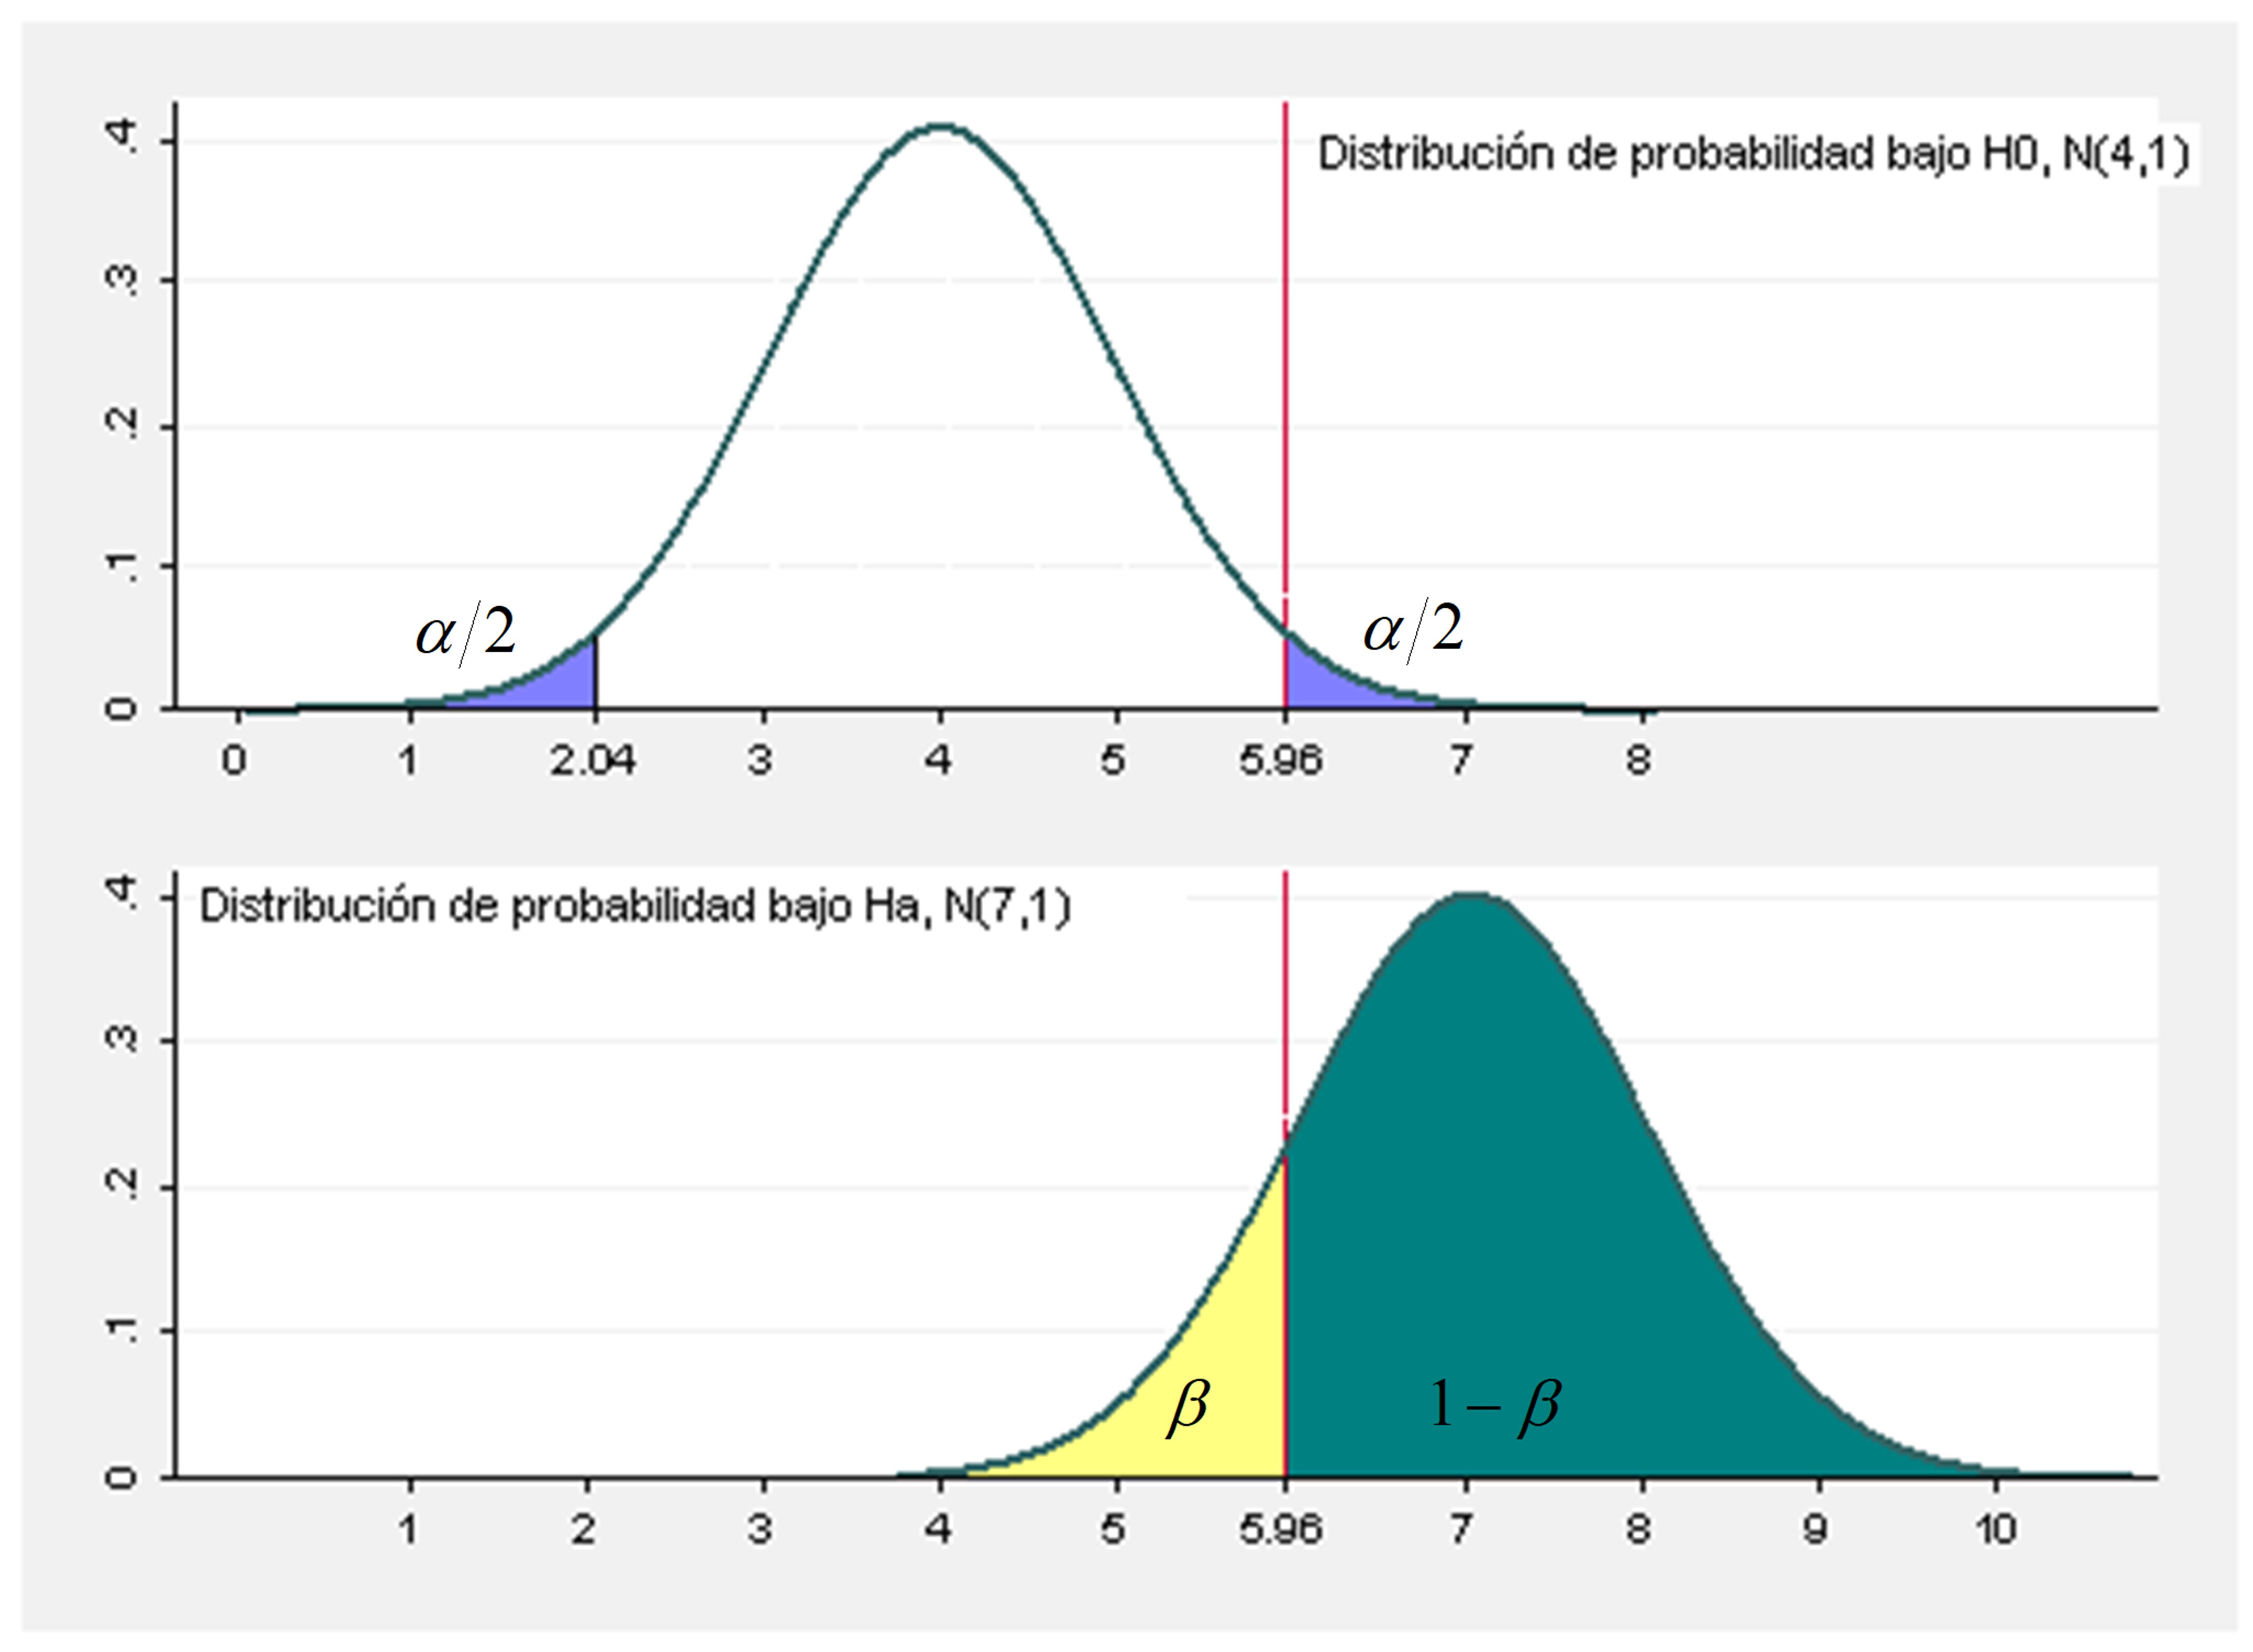 Distribución de probabilidad bajo H0, N(4,1)
.4
.3
.2
.1
0
α/2
α/2
0 1 2.04 3 4 5 5.96 7 8
Distribución de probabilidad bajo Ha, N(7,1)
.4
.3
.2
.1
0
β
1 − β
1 2 3 4 5 5.96 7 8 9 10